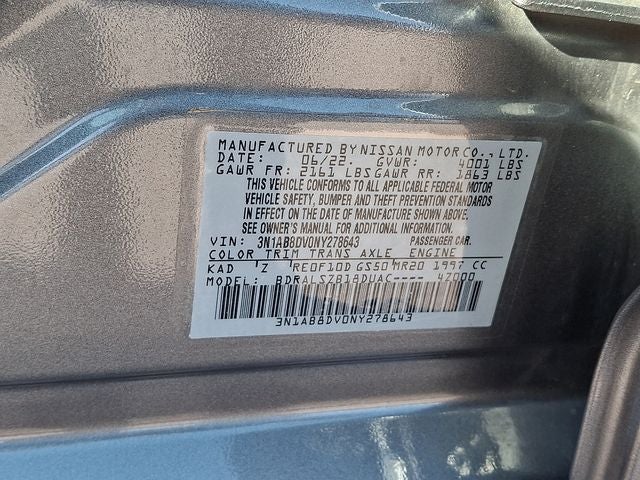 MANUFACTURED BY NISSAN MOTOR CO., LTD.
DATE: 06/22 GVWR: 4001 LBS
GAWR FR: 2161 LBS GAWR RR: 1863 LBS
THIS VEHICLE CONFORMS TO ALL APPLICABLE FEDERAL MOTOR
VEHICLE SAFETY, BUMPER AND THEFT PREVENTION STANDARDS
IN EFFECT ON THE DATE OF MANUFACTURE SHOWN ABOVE.
SEE OWNER'S MANUAL FOR ADDITIONAL INFORMATION.
VIN: 3N1AB8DV0NY278643 PASSENGER CAR.
COLOR TRIM TRANS AXLE ENGINE
KAD Z RE0F10D GS50 MR20 1997 CC
MODEL: BDRALSZB18DUAC---- 4Z000
3N1AB8DV0NY278643